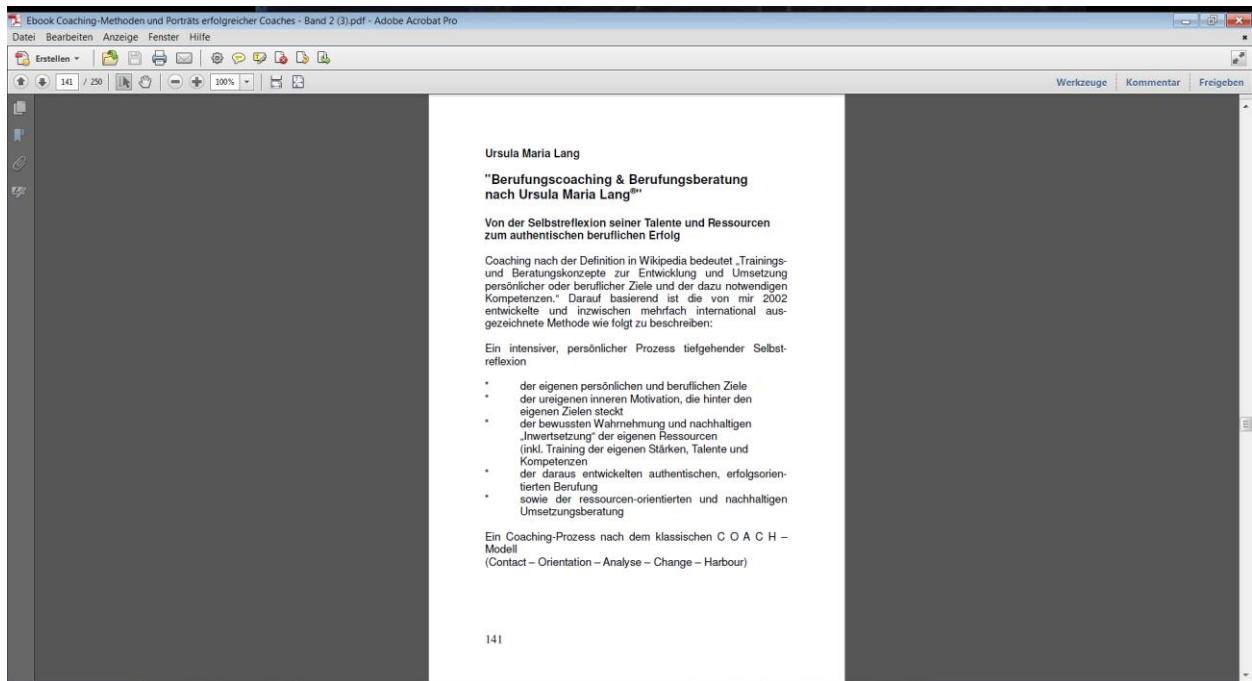 Ebook Coaching-Methoden und Porträts erfolgreicher Coaches - Band 2 (3).pdf - Adobe Acrobat Pro
Datei Bearbeiten Anzeige Fenster Hilfe
Erstellen
141 / 250 100% Werkzeuge Kommentar Freigeben
Ursula Maria Lang
"Berufungscoaching & Berufungsberatung
nach Ursula Maria Lang®"
Von der Selbstreflexion seiner Talente und Ressourcen
zum authentischen beruflichen Erfolg
Coaching nach der Definition in Wikipedia bedeutet „Trainings-
und Beratungskonzepte zur Entwicklung und Umsetzung
persönlicher oder beruflicher Ziele und der dazu notwendigen
Kompetenzen.“ Darauf basierend ist die von mir 2002
entwickelte und inzwischen mehrfach international aus-
gezeichnete Methode wie folgt zu beschreiben:
Ein intensiver, persönlicher Prozess tiefgehender Selbst-
reflexion
* der eigenen persönlichen und beruflichen Ziele
* der ureigenen inneren Motivation, die hinter den
eigenen Zielen steckt
* der bewussten Wahrnehmung und nachhaltigen
„Inwertsetzung“ der eigenen Ressourcen
(inkl. Training der eigenen Stärken, Talente und
Kompetenzen
* der daraus entwickelten authentischen, erfolgsorien-
tierten Berufung
* sowie der ressourcen-orientierten und nachhaltigen
Umsetzungsberatung
Ein Coaching-Prozess nach dem klassischen C O A C H –
Modell
(Contact – Orientation – Analyse – Change – Harbour)
141